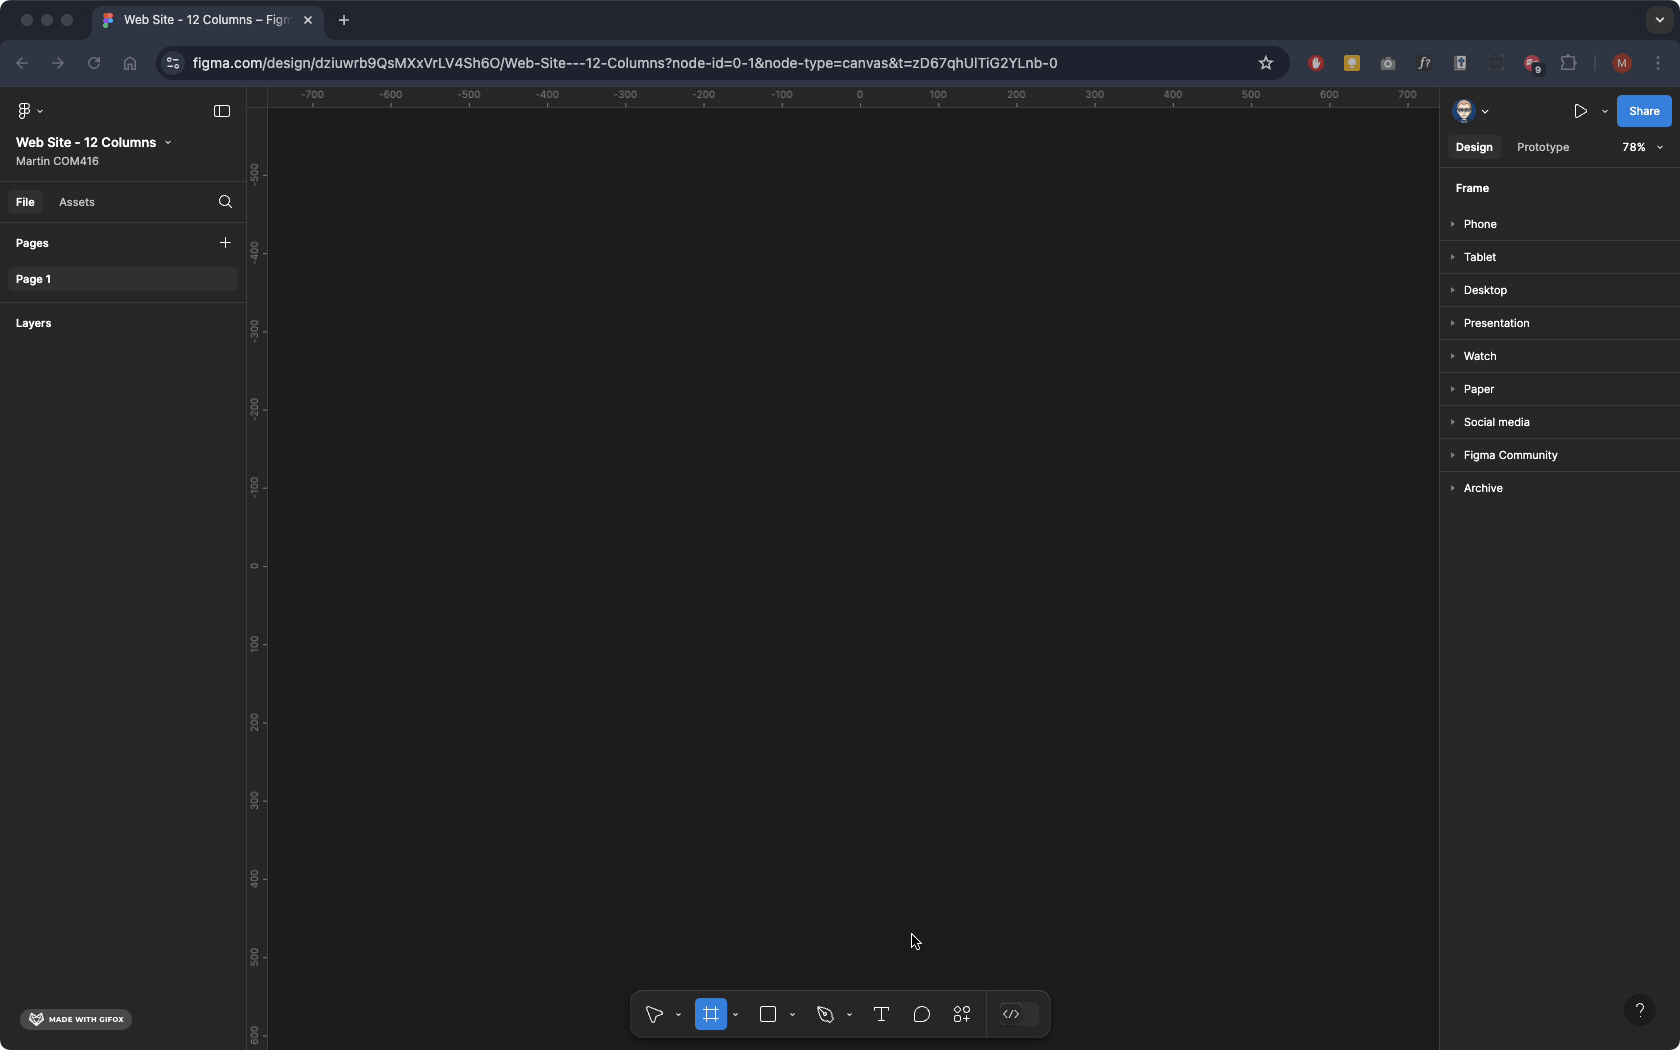 Web Site - 12 Columns – Figm
figma.com/design/dziuwrb9QsMXxVrLV4Sh6O/Web-Site---12-Columns?node-id=0-1&node-type=canvas&t=zD67qhUlTiG2YLnb-0
f?
9
M
-700 -600 -500 -400 -300 -200 -100 0 100 200 300 400 500 600 700
Share
Web Site - 12 Columns
Martin COM416
Design Prototype 78%
File Assets
Pages
Page 1
Layers
-500
-400
-300
-200
-100
0
100
200
300
400
500
600
Frame
Phone
Tablet
Desktop
Presentation
Watch
Paper
Social media
Figma Community
Archive
MADE WITH GIFOX
T
</>
?